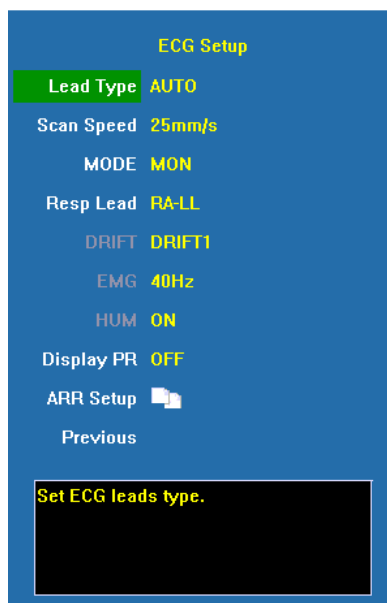 ECG Setup
Lead Type AUTO
Scan Speed 25mm/s
MODE MON
Resp Lead RA-LL
DRIFT DRIFT1
EMG 40Hz
HUM ON
Display PR OFF
ARR Setup
Previous
Set ECG leads type.